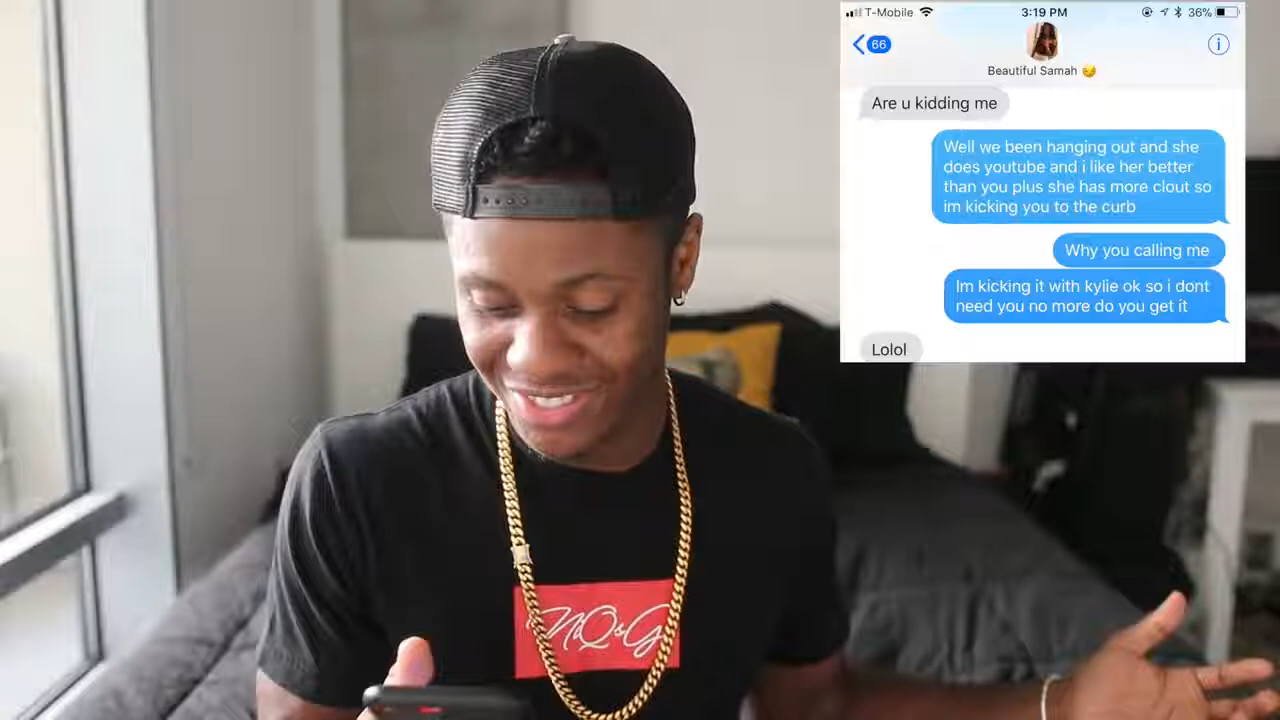 T-Mobile 3:19 PM 36%
66
Beautiful Samah 😏
Are u kidding me
Well we been hanging out and she
does youtube and i like her better
than you plus she has more clout so
im kicking you to the curb
Why you calling me
Im kicking it with kylie ok so i dont
need you no more do you get it
Lolol
NQ&G